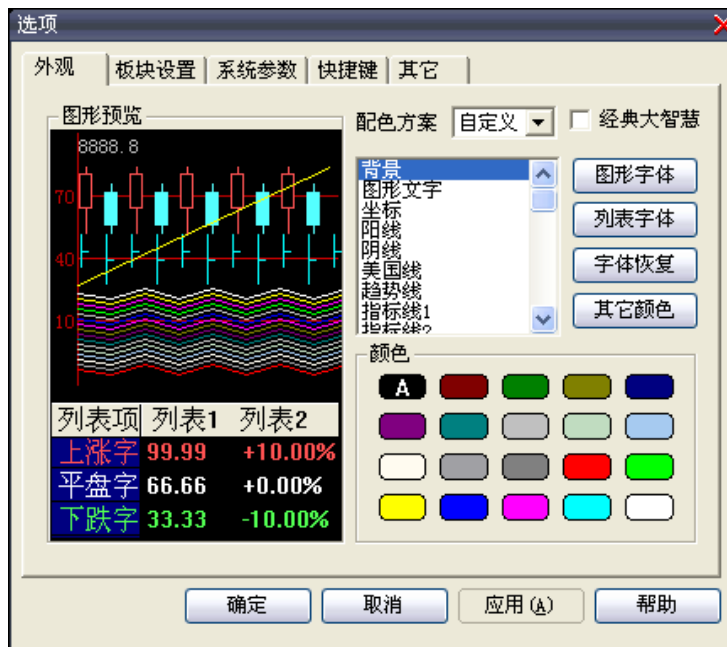 选项
外观 板块设置 系统参数 快捷键 其它
图形预览
8888.8
70
40
10
列表项 列表1 列表2
上涨字 99.99 +10.00%
平盘字 66.66 +0.00%
下跌字 33.33 -10.00%
配色方案 自定义 经典大智慧
背景
图形文字
坐标
阳线
阴线
美国线
趋势线
指标线1
指标线2
图形字体
列表字体
字体恢复
其它颜色
颜色
A
确定 取消 应用(A) 帮助